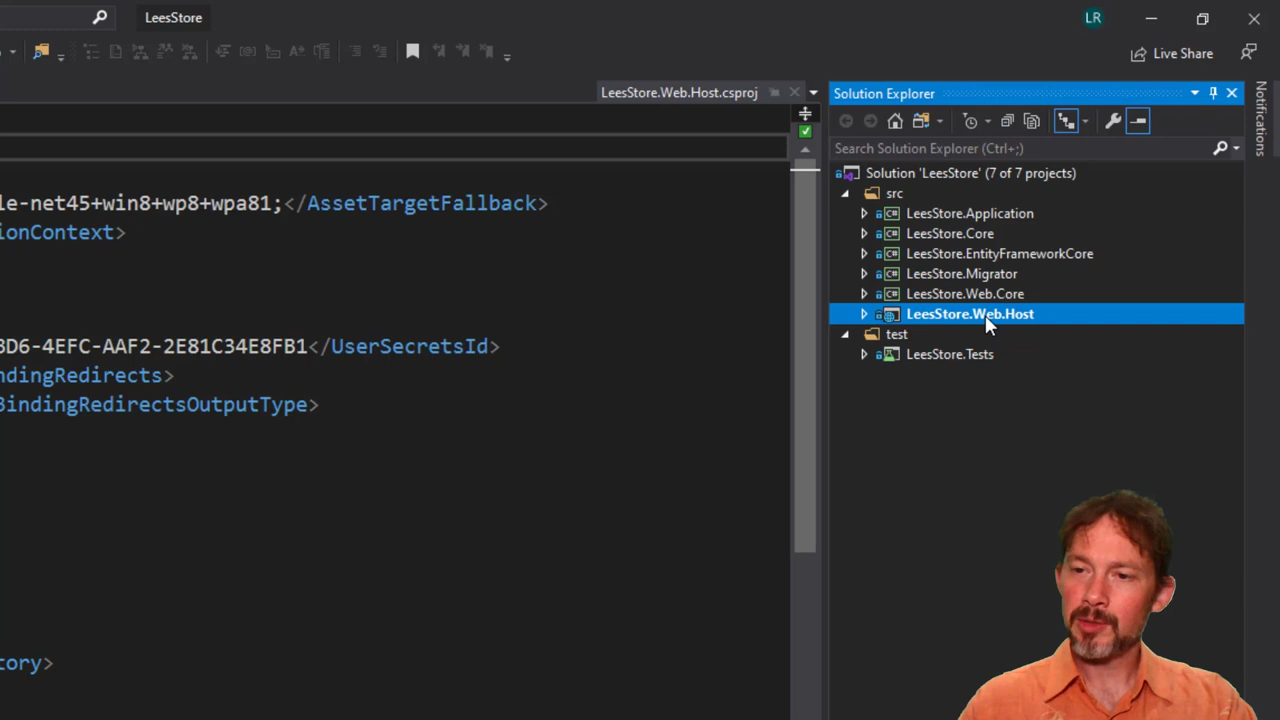 LeesStore
LR
Live Share
LeesStore.Web.Host.csproj
Solution Explorer
Notifications
Search Solution Explorer (Ctrl+;)
Solution 'LeesStore' (7 of 7 projects)
src
LeesStore.Application
LeesStore.Core
LeesStore.EntityFrameworkCore
LeesStore.Migrator
LeesStore.Web.Core
LeesStore.Web.Host
test
LeesStore.Tests
le-net45+win8+wp8+wpa81;</AssetTargetFallback>
ionContext>
BD6-4EFC-AAF2-2E81C34E8FB1</UserSecretsId>
ndingRedirects>
BindingRedirectsOutputType>
tory>